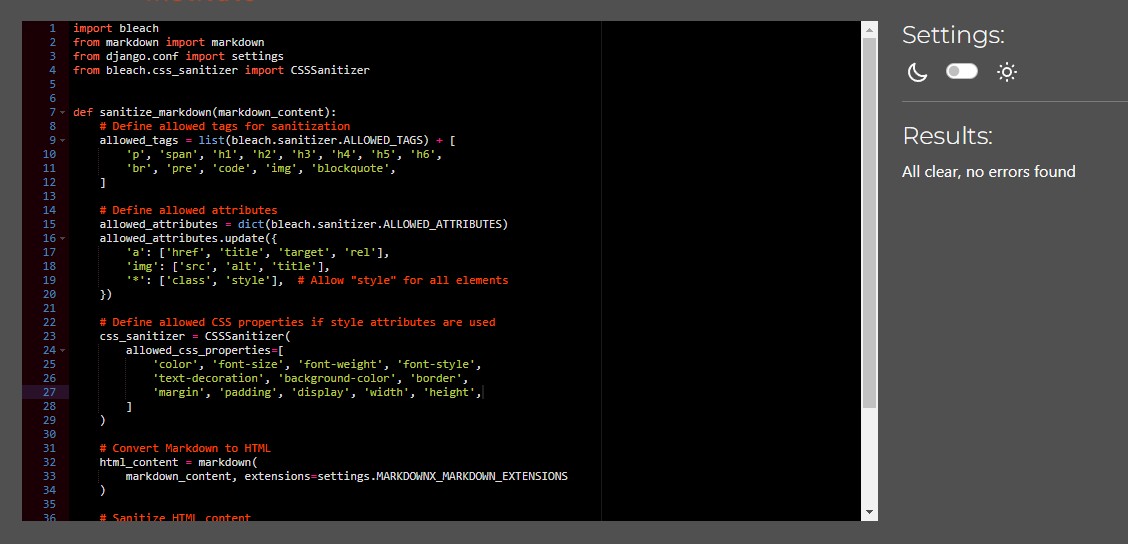 1 import bleach
2 from markdown import markdown
3 from django.conf import settings
4 from bleach.css_sanitizer import CSSSanitizer
5
6
7 def sanitize_markdown(markdown_content):
8     # Define allowed tags for sanitization
9     allowed_tags = list(bleach.sanitizer.ALLOWED_TAGS) + [
10         'p', 'span', 'h1', 'h2', 'h3', 'h4', 'h5', 'h6',
11         'br', 'pre', 'code', 'img', 'blockquote',
12     ]
13
14     # Define allowed attributes
15     allowed_attributes = dict(bleach.sanitizer.ALLOWED_ATTRIBUTES)
16     allowed_attributes.update({
17         'a': ['href', 'title', 'target', 'rel'],
18         'img': ['src', 'alt', 'title'],
19         '*': ['class', 'style'],  # Allow "style" for all elements
20     })
21
22     # Define allowed CSS properties if style attributes are used
23     css_sanitizer = CSSSanitizer(
24         allowed_css_properties=[
25             'color', 'font-size', 'font-weight', 'font-style',
26             'text-decoration', 'background-color', 'border',
27             'margin', 'padding', 'display', 'width', 'height',
28         ]
29     )
30
31     # Convert Markdown to HTML
32     html_content = markdown(
33         markdown_content, extensions=settings.MARKDOWNX_MARKDOWN_EXTENSIONS
34     )
35
36     # Sanitize HTML content
Settings:
Results:
All clear, no errors found